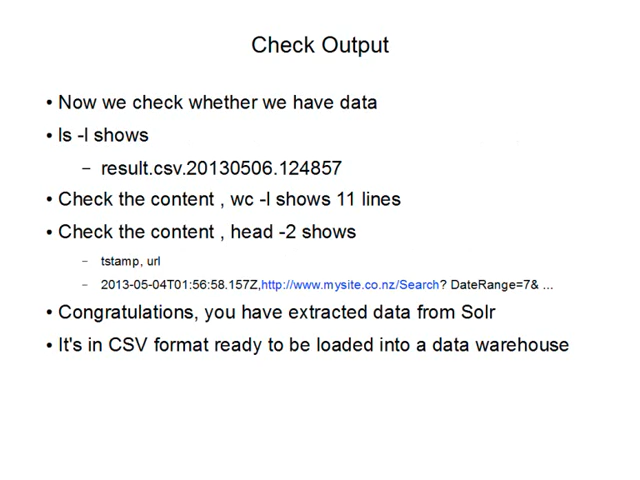 Check Output
• Now we check whether we have data
• ls -l shows
– result.csv.20130506.124857
• Check the content , wc -l shows 11 lines
• Check the content , head -2 shows
– tstamp, url
– 2013-05-04T01:56:58.157Z,http://www.mysite.co.nz/Search? DateRange=7& ...
• Congratulations, you have extracted data from Solr
• It's in CSV format ready to be loaded into a data warehouse